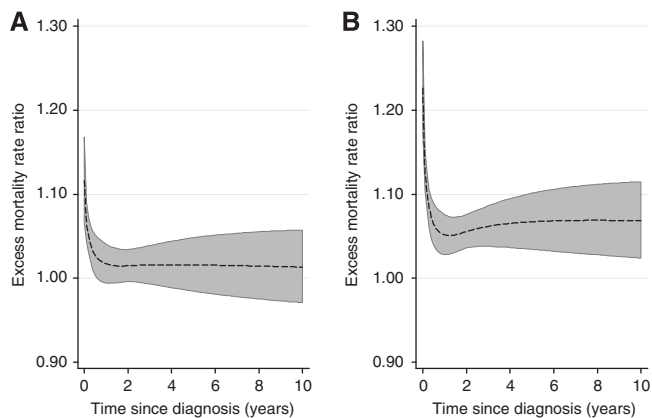 A
B
Excess mortality rate ratio
1.30
1.20
1.10
1.00
0.90
0 2 4 6 8 10
Time since diagnosis (years)
Excess mortality rate ratio
1.30
1.20
1.10
1.00
0.90
0 2 4 6 8 10
Time since diagnosis (years)